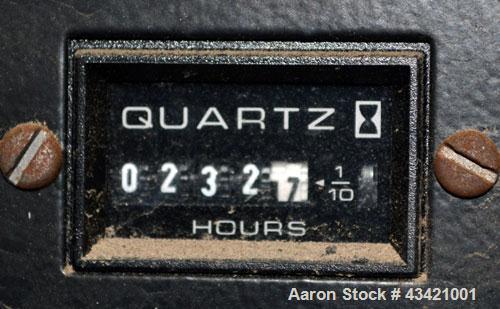 QUARTZ
0 2 3 2 7 ◄ 1/10
HOURS
Aaron Stock # 43421001